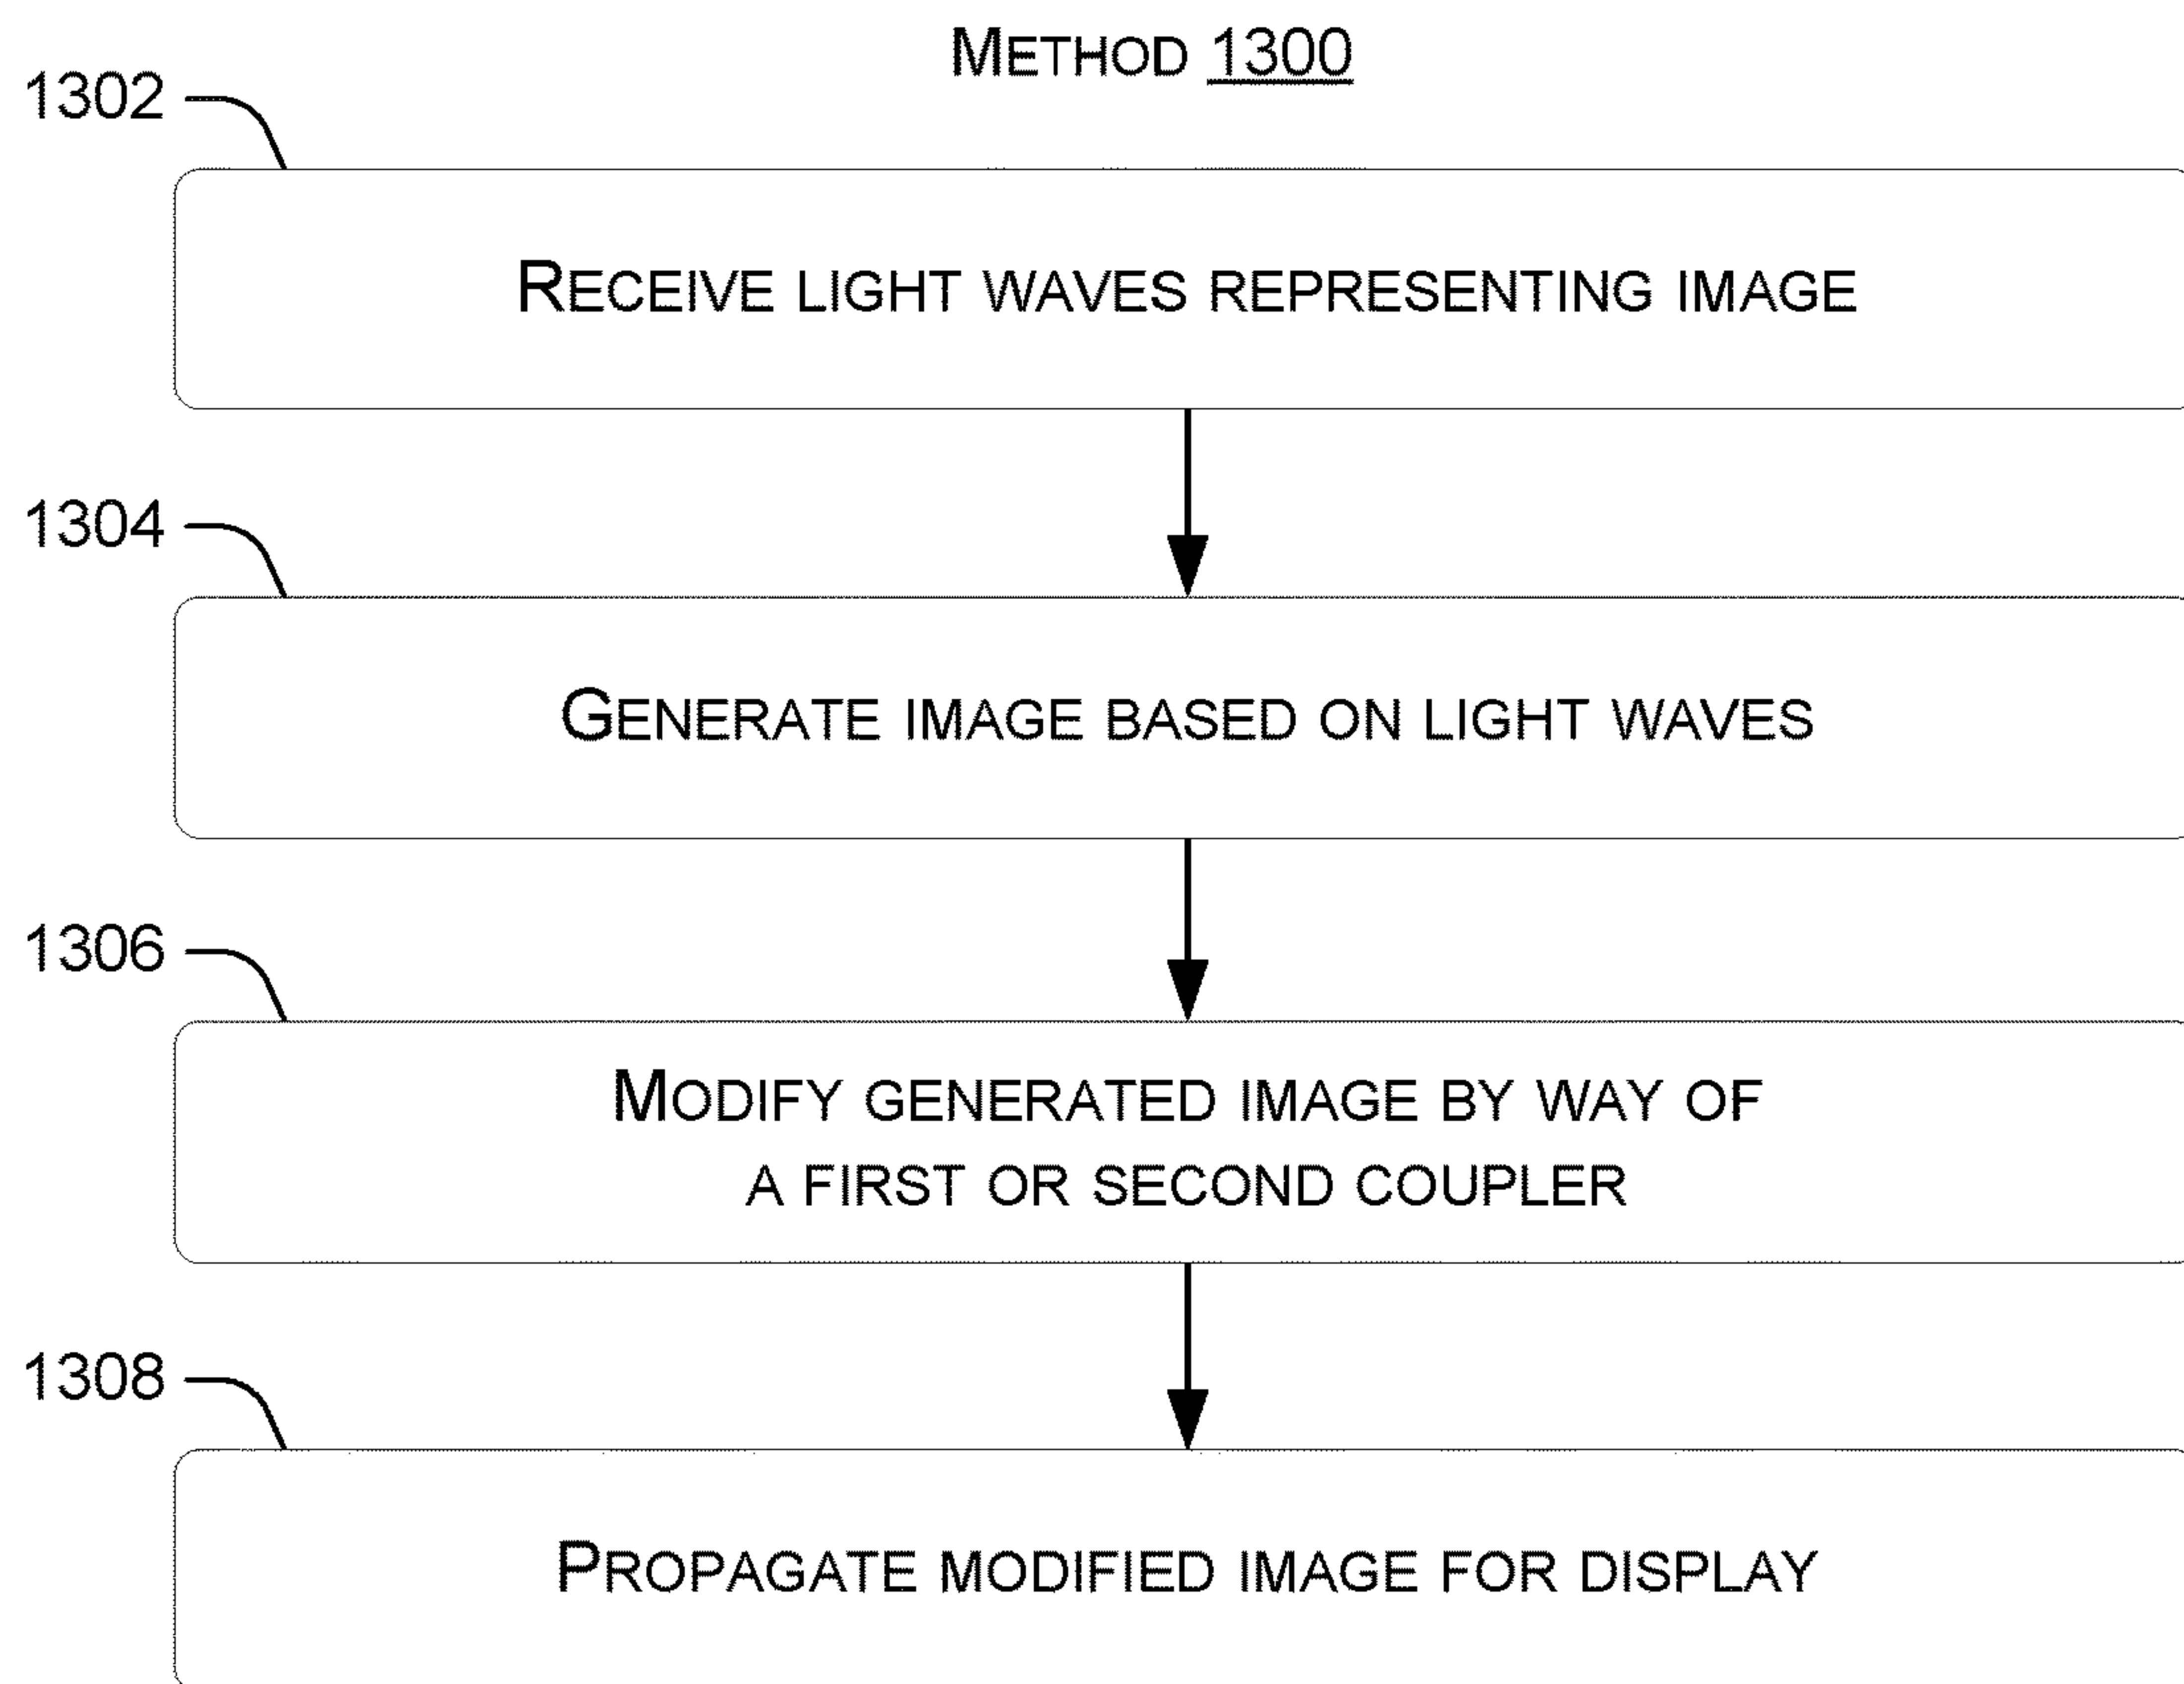 METHOD 1300
1302
RECEIVE LIGHT WAVES REPRESENTING IMAGE
1304
GENERATE IMAGE BASED ON LIGHT WAVES
1306
MODIFY GENERATED IMAGE BY WAY OF
A FIRST OR SECOND COUPLER
1308
PROPAGATE MODIFIED IMAGE FOR DISPLAY